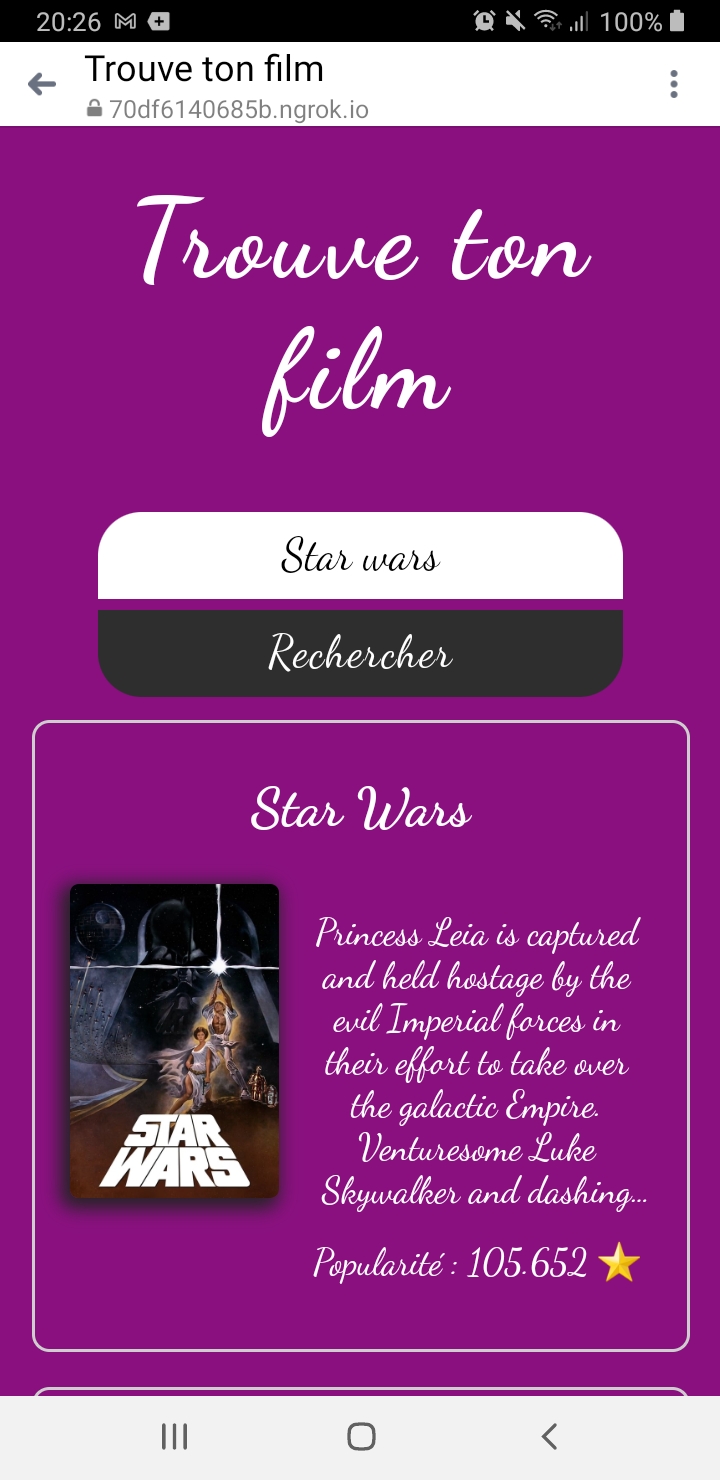 20:26
100%
Trouve ton film
70df6140685b.ngrok.io
Trouve ton
film
Star wars
Rechercher
Star Wars
Princess Leia is captured
and held hostage by the
evil Imperial forces in
their effort to take over
the galactic Empire.
Venturesome Luke
Skywalker and dashing...
Popularité : 105.652
STAR
WARS